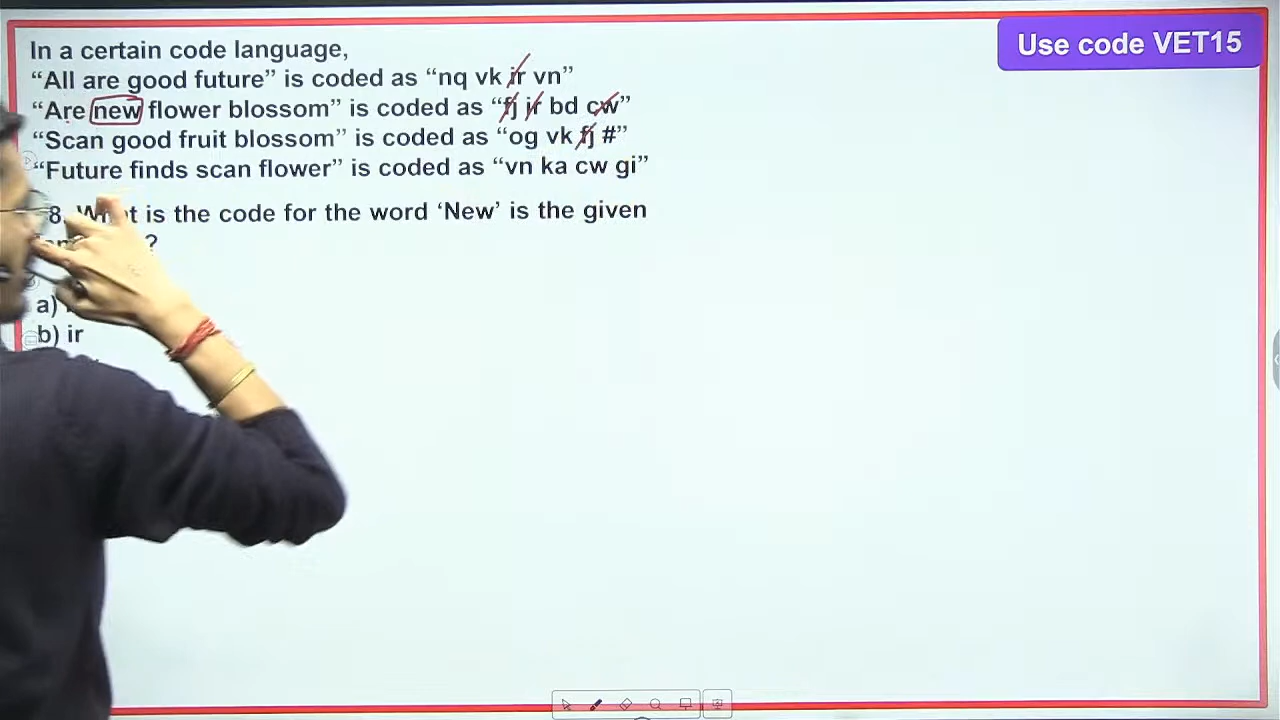 In a certain code language,
“All are good future” is coded as “nq vk ir vn”
“Are new flower blossom” is coded as “fj ir bd cw”
“Scan good fruit blossom” is coded as “og vk fj #”
“Future finds scan flower” is coded as “vn ka cw gi”
8. What is the code for the word ‘New’ is the given
?
a)
b) ir
Use code VET15